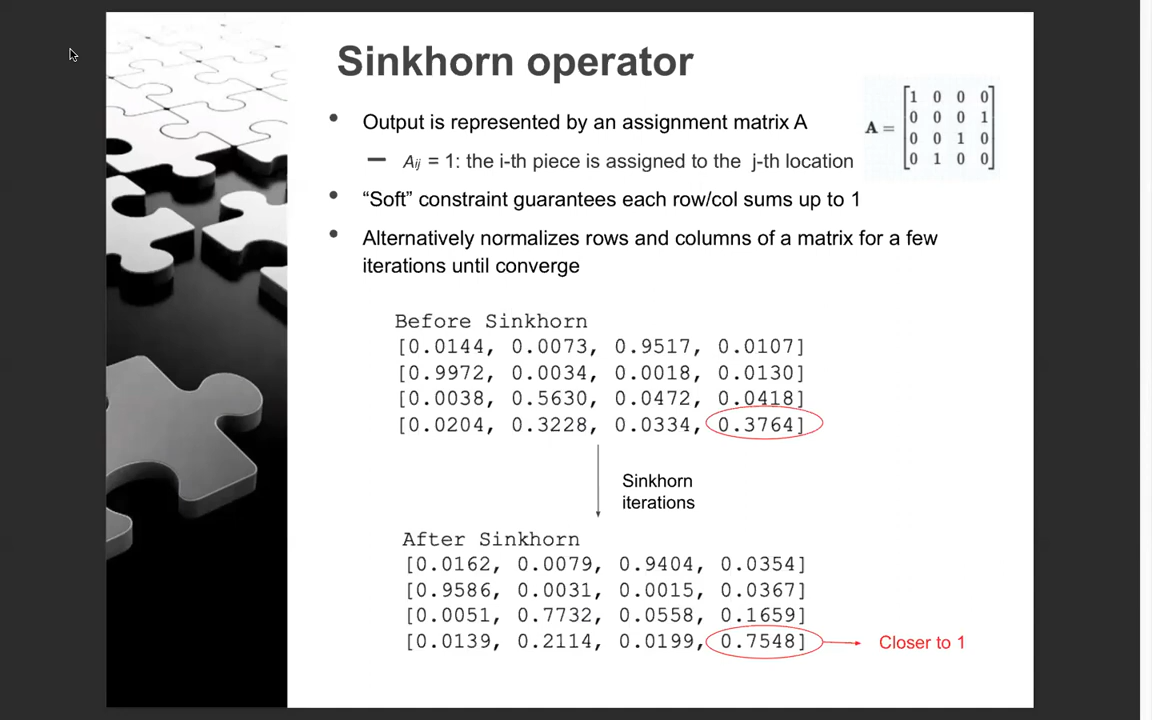 Sinkhorn operator
• Output is represented by an assignment matrix A
A = [1 0 0 0
0 0 0 1
0 0 1 0
0 1 0 0]
– Aij = 1: the i-th piece is assigned to the j-th location
• “Soft” constraint guarantees each row/col sums up to 1
• Alternatively normalizes rows and columns of a matrix for a few
iterations until converge
Before Sinkhorn
[0.0144, 0.0073, 0.9517, 0.0107]
[0.9972, 0.0034, 0.0018, 0.0130]
[0.0038, 0.5630, 0.0472, 0.0418]
[0.0204, 0.3228, 0.0334, 0.3764]
Sinkhorn
iterations
After Sinkhorn
[0.0162, 0.0079, 0.9404, 0.0354]
[0.9586, 0.0031, 0.0015, 0.0367]
[0.0051, 0.7732, 0.0558, 0.1659]
[0.0139, 0.2114, 0.0199, 0.7548]
Closer to 1